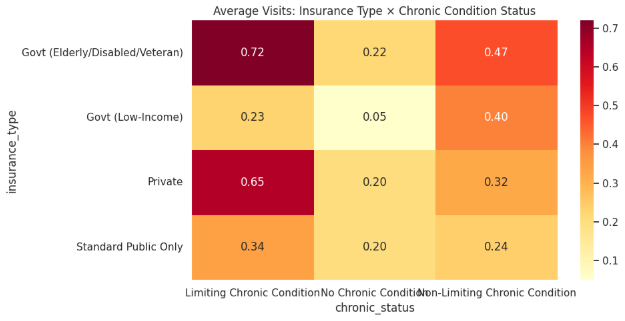 Average Visits: Insurance Type × Chronic Condition Status
Govt (Elderly/Disabled/Veteran) 0.72 0.22 0.47
Govt (Low-Income) 0.23 0.05 0.40
Private 0.65 0.20 0.32
Standard Public Only 0.34 0.20 0.24
Limiting Chronic Condition No Chronic Condition Non-Limiting Chronic Condition
chronic_status
insurance_type
0.7
0.6
0.5
0.4
0.3
0.2
0.1